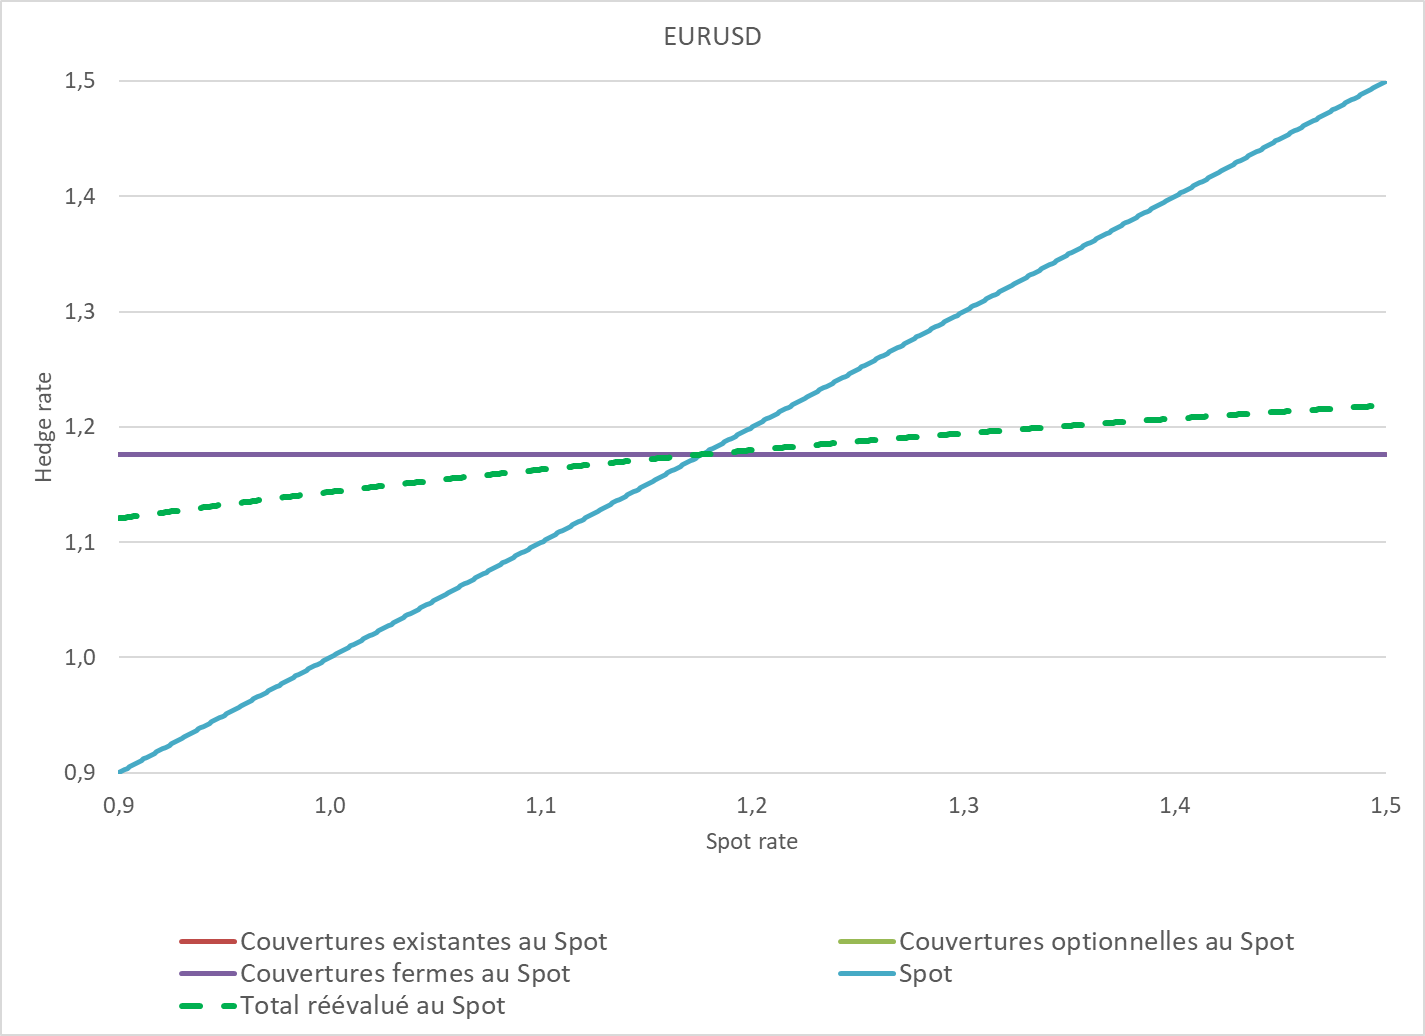 EURUSD
1,5
1,4
1,3
1,2
1,1
1,0
0,9
Hedge rate
0,9 1,0 1,1 1,2 1,3 1,4 1,5
Spot rate
Couvertures existantes au Spot Couvertures optionnelles au Spot
Couvertures fermes au Spot Spot
Total réévalué au Spot